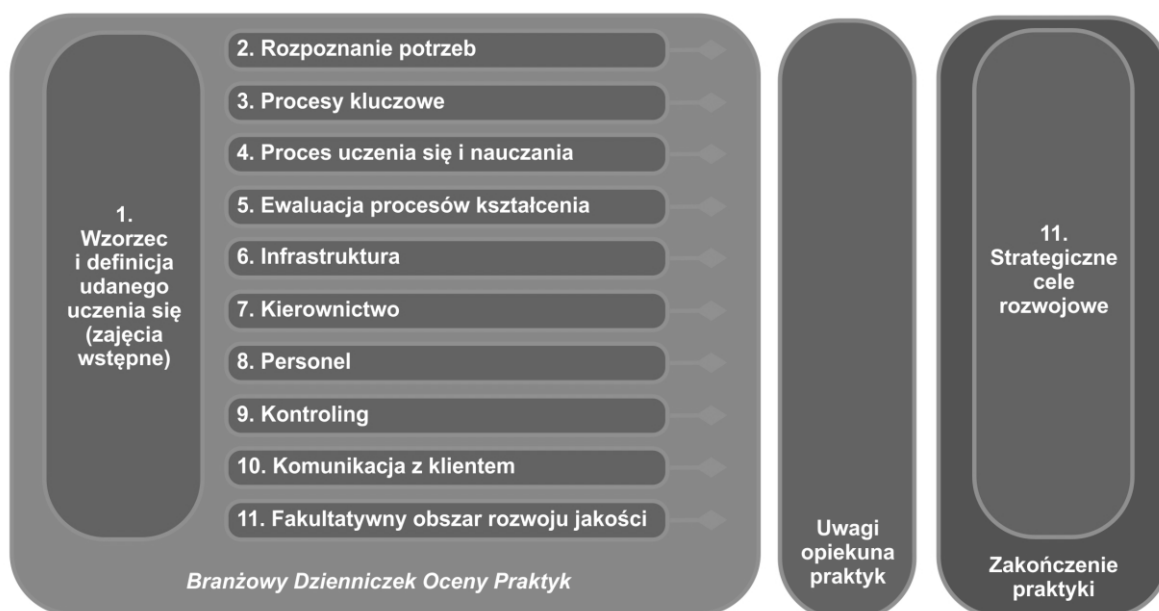 1.
Wzorzec
i definicja
udanego
uczenia się
(zajęcia
wstępne)
2. Rozpoznanie potrzeb
3. Procesy kluczowe
4. Proces uczenia się i nauczania
5. Ewaluacja procesów kształcenia
6. Infrastruktura
7. Kierownictwo
8. Personel
9. Kontroling
10. Komunikacja z klientem
11. Fakultatywny obszar rozwoju jakości
Branżowy Dzienniczek Oceny Praktyk
Uwagi
opiekuna
praktyk
11.
Strategiczne
cele
rozwojowe
Zakończenie
praktyki